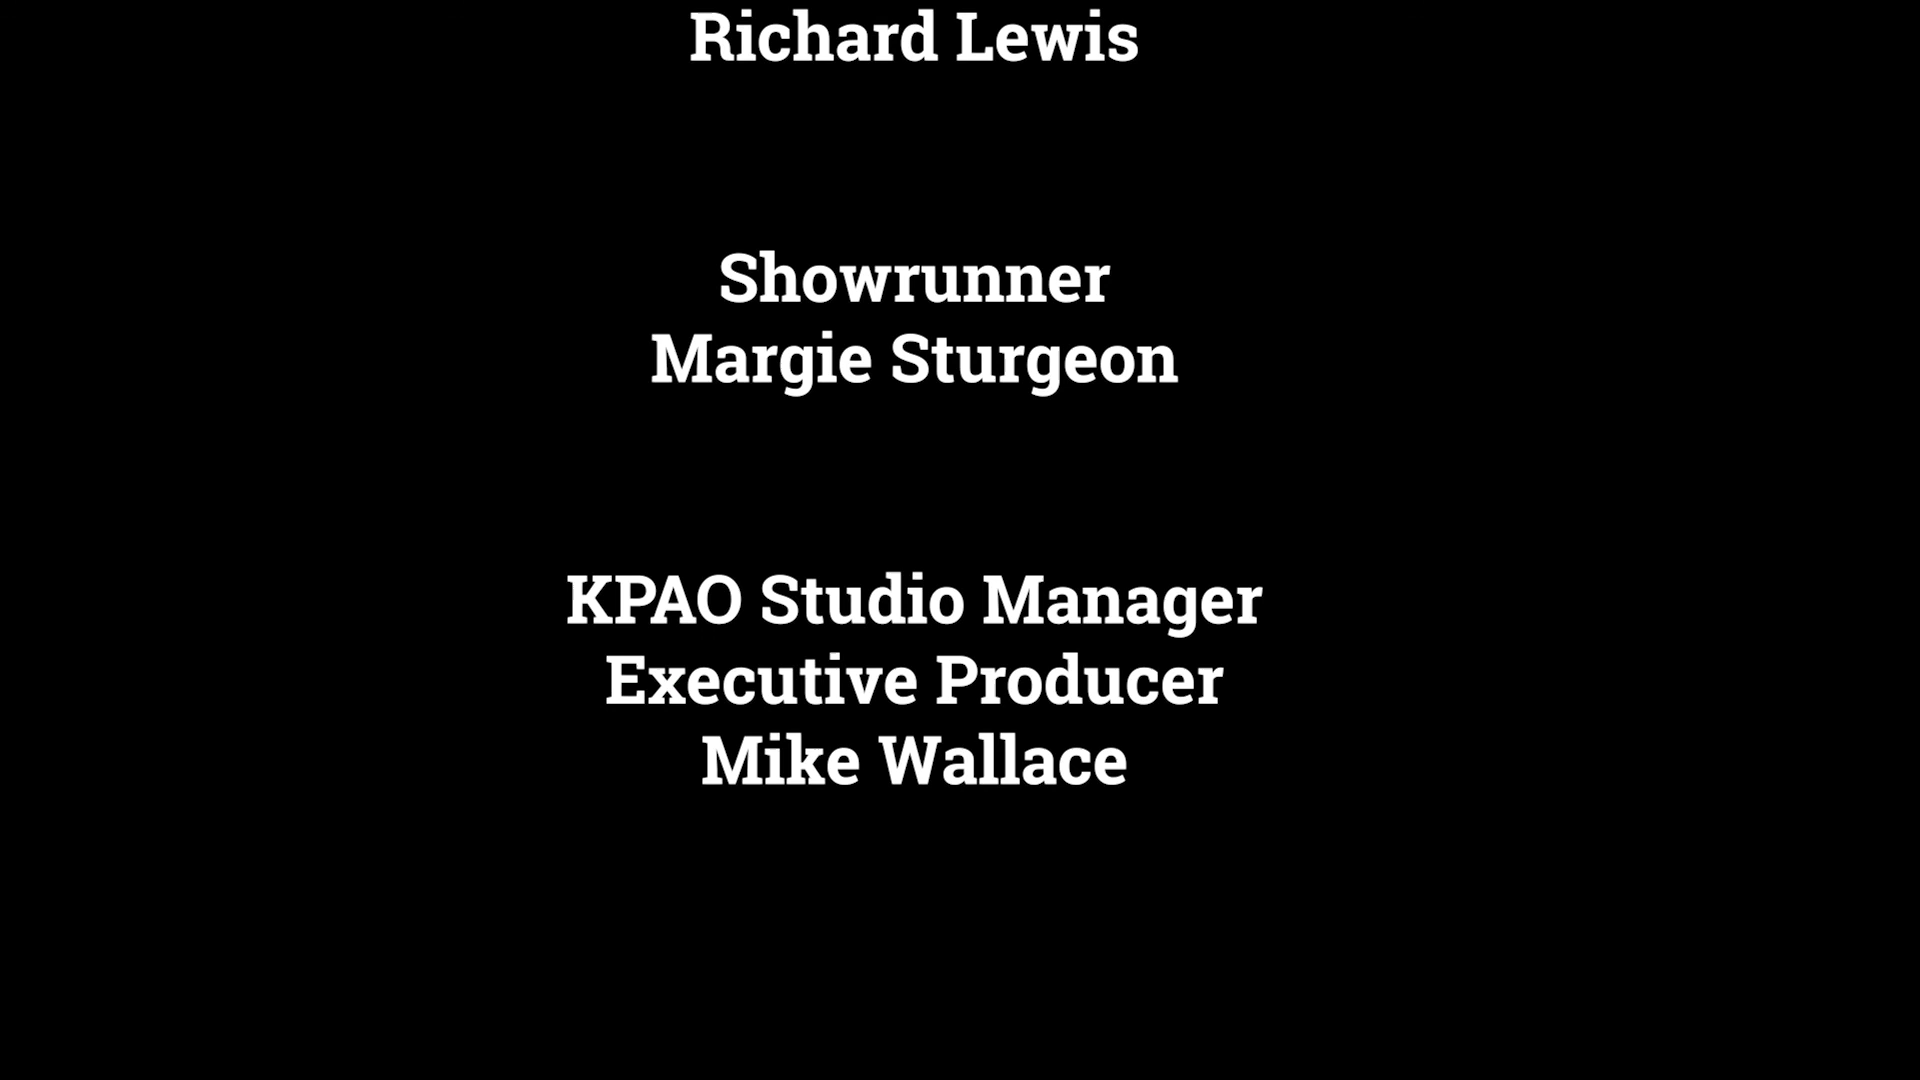 Richard Lewis
Showrunner
Margie Sturgeon
KPAO Studio Manager
Executive Producer
Mike Wallace